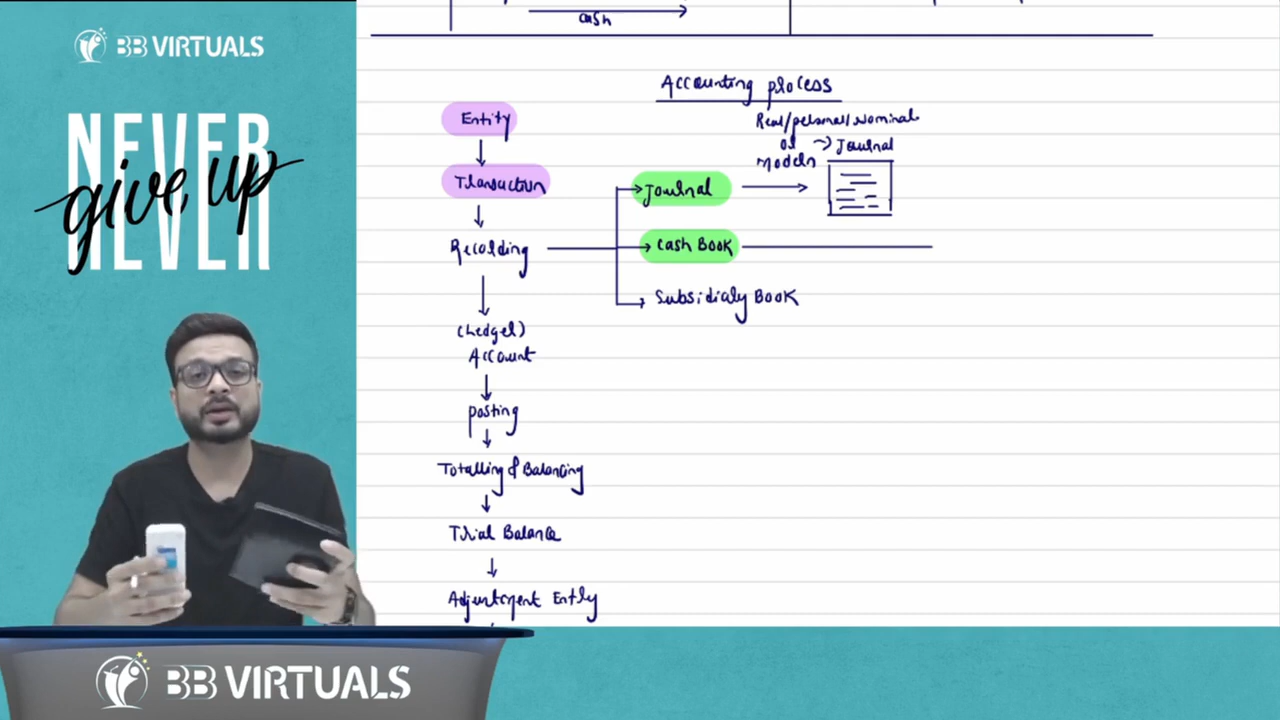 BB VIRTUALS
NEVER
give up
NEVER
cash
Accounting process
Real/personal/Nominal
or → Journal
Models
Entity
Transaction
Journal
Recording
Cash Book
Subsidiary Book
(Ledger)
Account
Posting
Totalling & Balancing
Trial Balance
Adjustment Entry
BB VIRTUALS